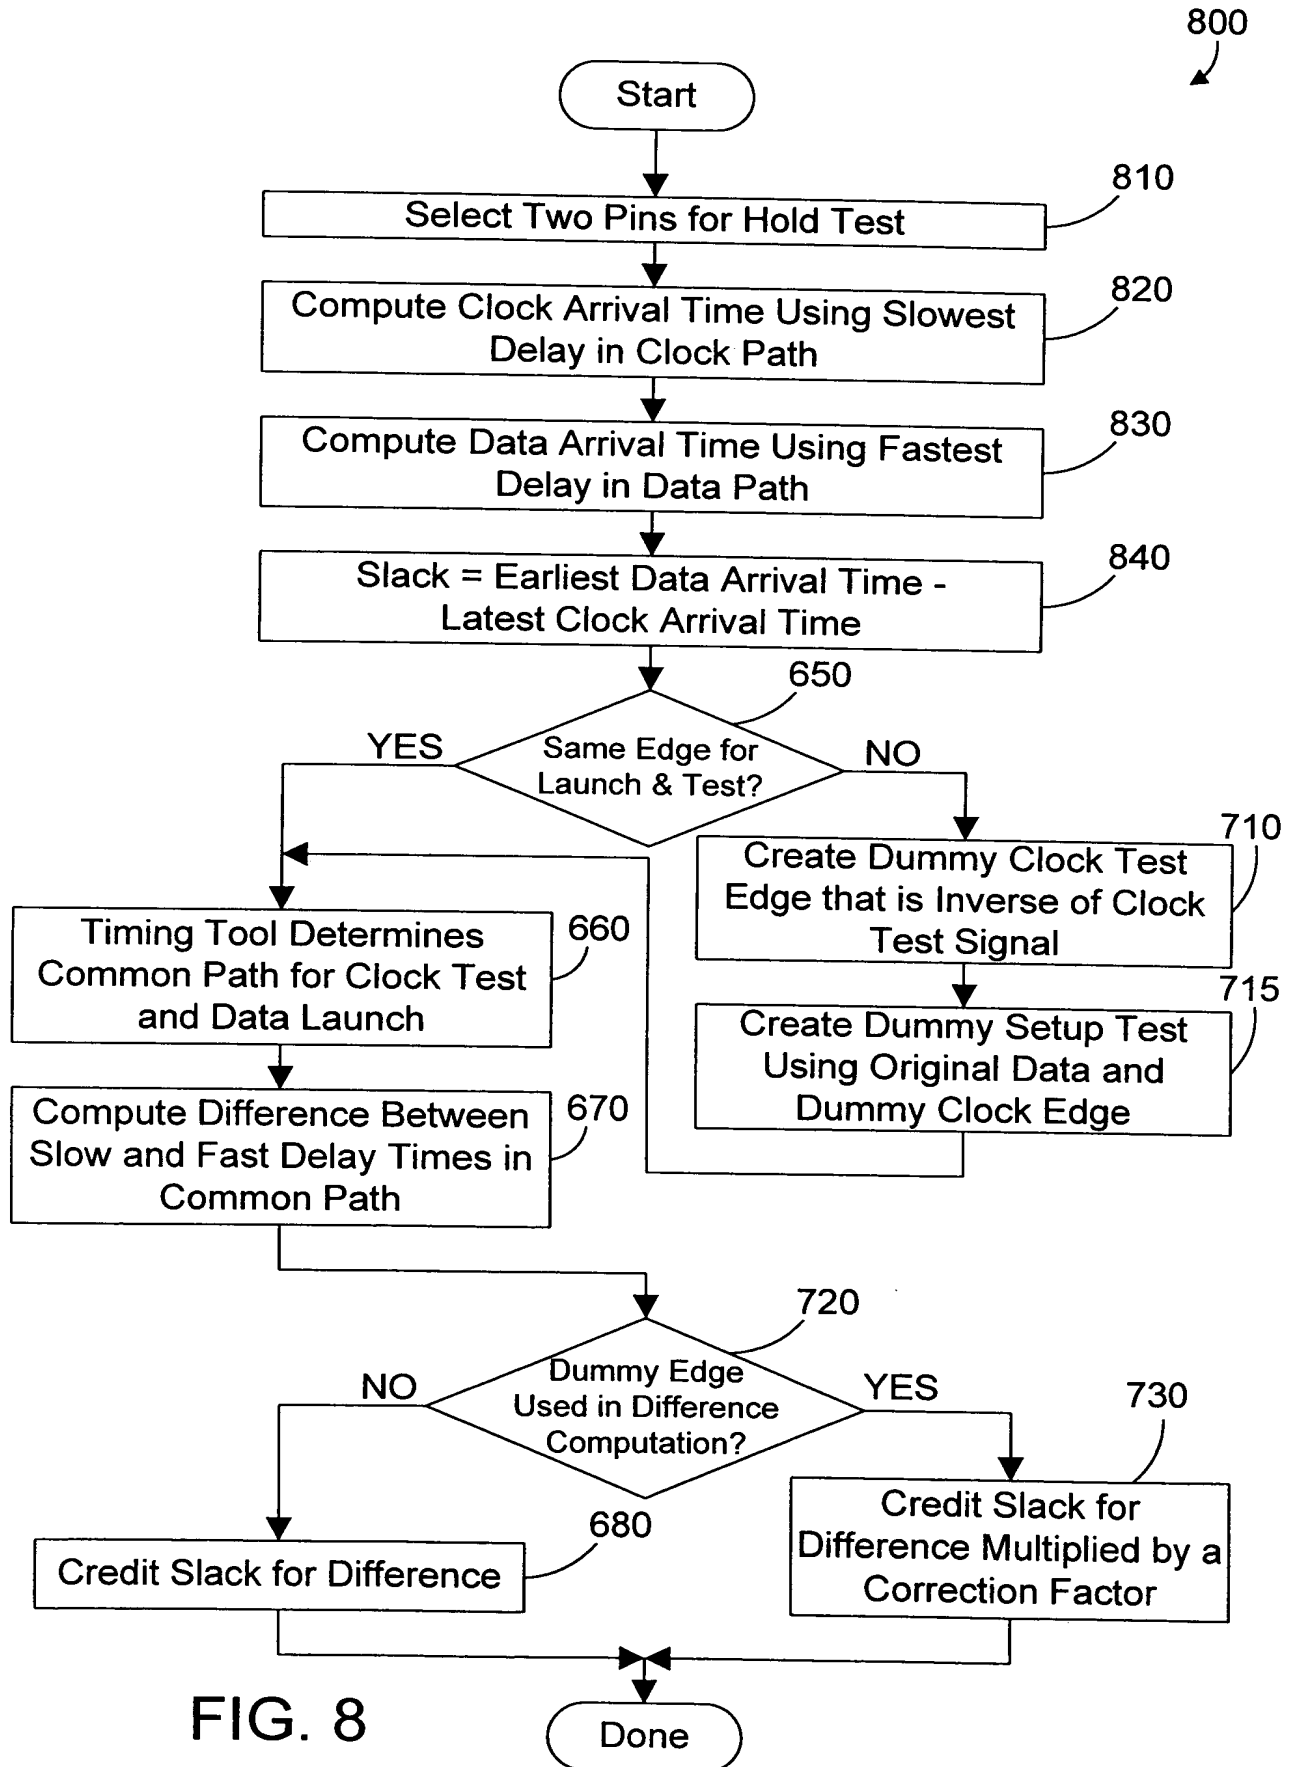 800
Start
810
Select Two Pins for Hold Test
820
Compute Clock Arrival Time Using Slowest
Delay in Clock Path
830
Compute Data Arrival Time Using Fastest
Delay in Data Path
840
Slack = Earliest Data Arrival Time -
Latest Clock Arrival Time
650
YES
Same Edge for
Launch & Test?
NO
710
Create Dummy Clock Test
Edge that is Inverse of Clock
Test Signal
660
Timing Tool Determines
Common Path for Clock Test
and Data Launch
715
Create Dummy Setup Test
Using Original Data and
Dummy Clock Edge
670
Compute Difference Between
Slow and Fast Delay Times in
Common Path
720
NO
Dummy Edge
Used in Difference
Computation?
YES
730
Credit Slack for
Difference Multiplied by a
Correction Factor
680
Credit Slack for Difference
FIG. 8
Done